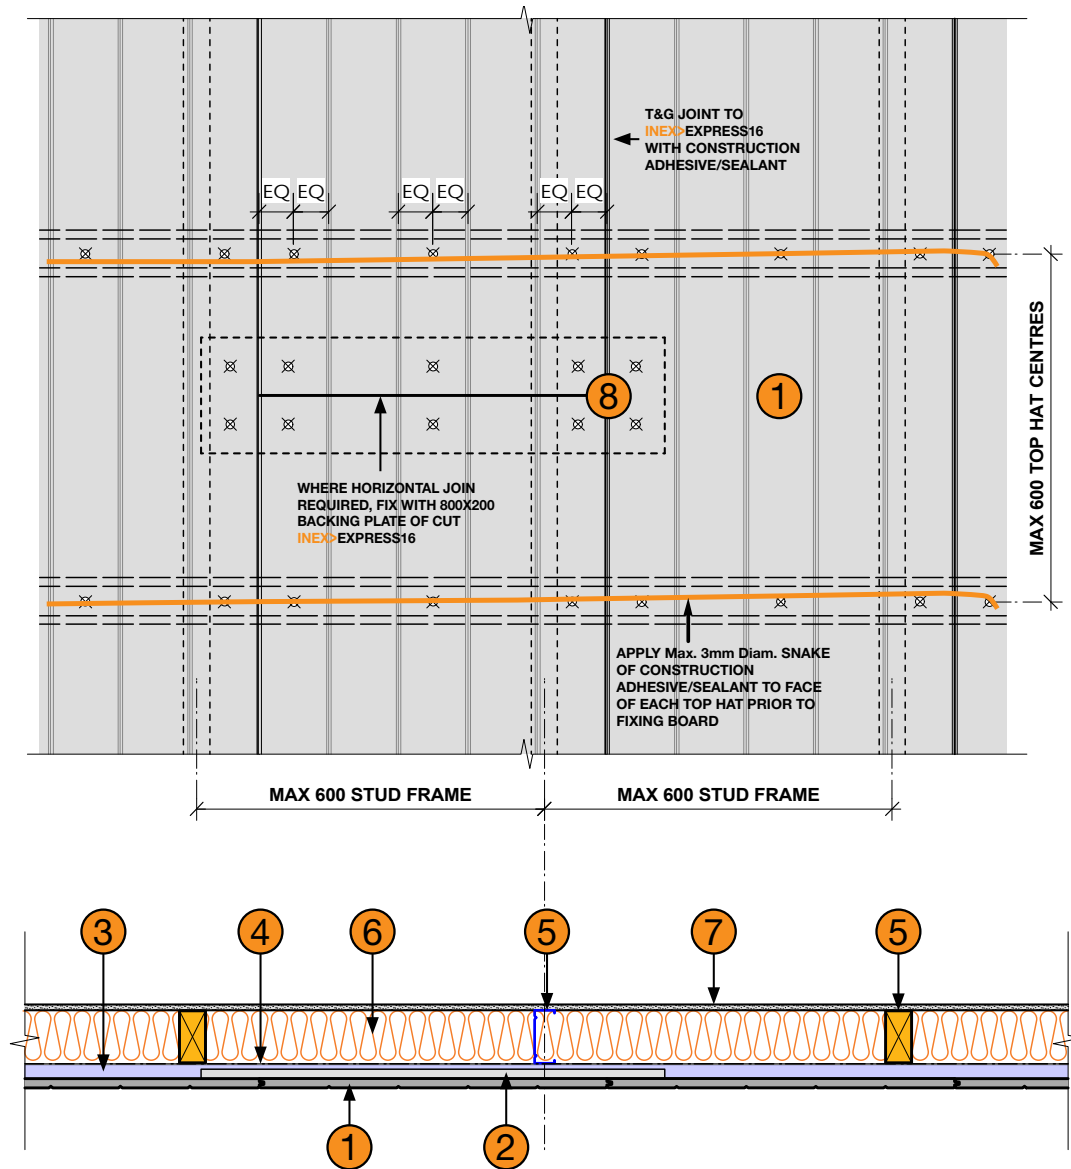 T&G JOINT TO
INEX>EXPRESS16
WITH CONSTRUCTION
ADHESIVE/SEALANT
EQ EQ EQ EQ EQ EQ
MAX 600 TOP HAT CENTRES
8
1
WHERE HORIZONTAL JOIN
REQUIRED, FIX WITH 800X200
BACKING PLATE OF CUT
INEX>EXPRESS16
APPLY Max. 3mm Diam. SNAKE
OF CONSTRUCTION
ADHESIVE/SEALANT TO FACE
OF EACH TOP HAT PRIOR TO
FIXING BOARD
MAX 600 STUD FRAME
MAX 600 STUD FRAME
3 4 6 5 7 5
1 2